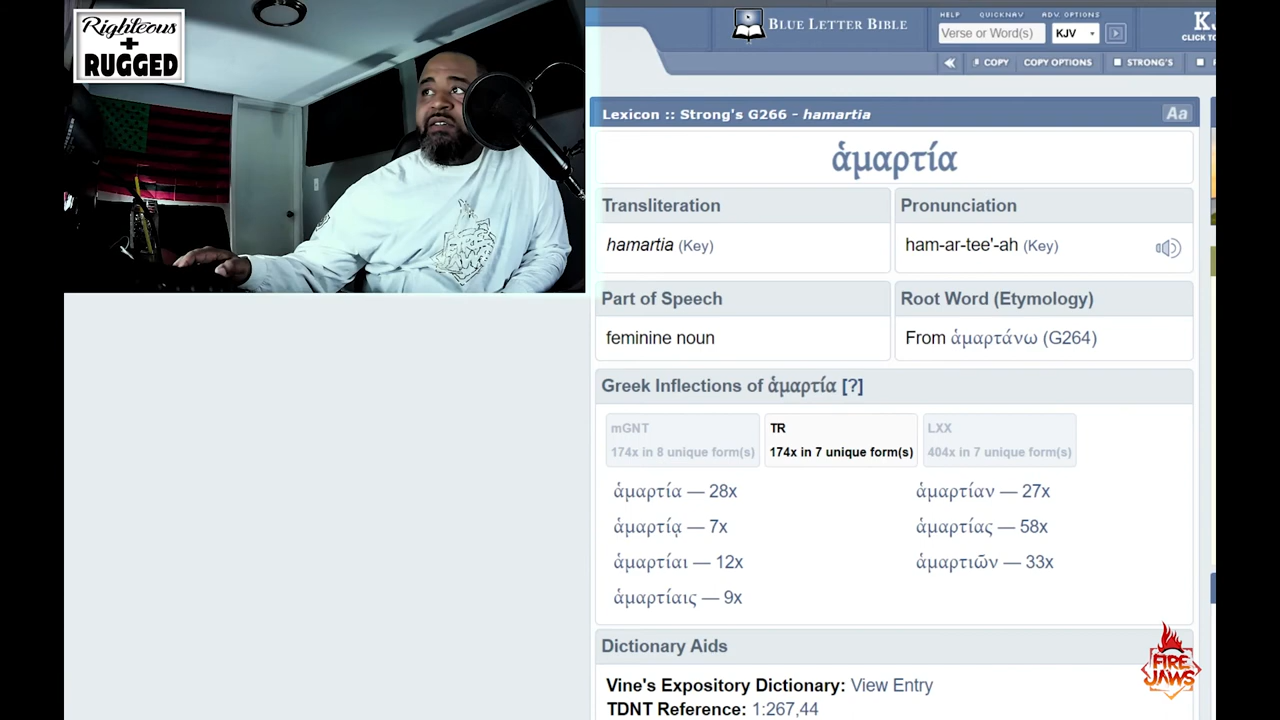 Righteous
+
RUGGED
BLUE LETTER BIBLE
HELP QUICKNAV ADV. OPTIONS
Verse or Word(s) KJV
CLICK TO
COPY COPY OPTIONS STRONG'S
Lexicon :: Strong's G266 - hamartia Aa
ἁμαρτία
Transliteration Pronunciation
hamartia (Key) ham-ar-tee'-ah (Key)
Part of Speech Root Word (Etymology)
feminine noun From ἁμαρτάνω (G264)
Greek Inflections of ἁμαρτία [?]
mGNT TR LXX
174x in 8 unique form(s) 174x in 7 unique form(s) 404x in 7 unique form(s)
ἁμαρτία — 28x ἁμαρτίαν — 27x
ἁμαρτίᾳ — 7x ἁμαρτίας — 58x
ἁμαρτίαι — 12x ἁμαρτιῶν — 33x
ἁμαρτίαις — 9x
Dictionary Aids
Vine's Expository Dictionary: View Entry
TDNT Reference: 1:267,44
FIRE
JAWS